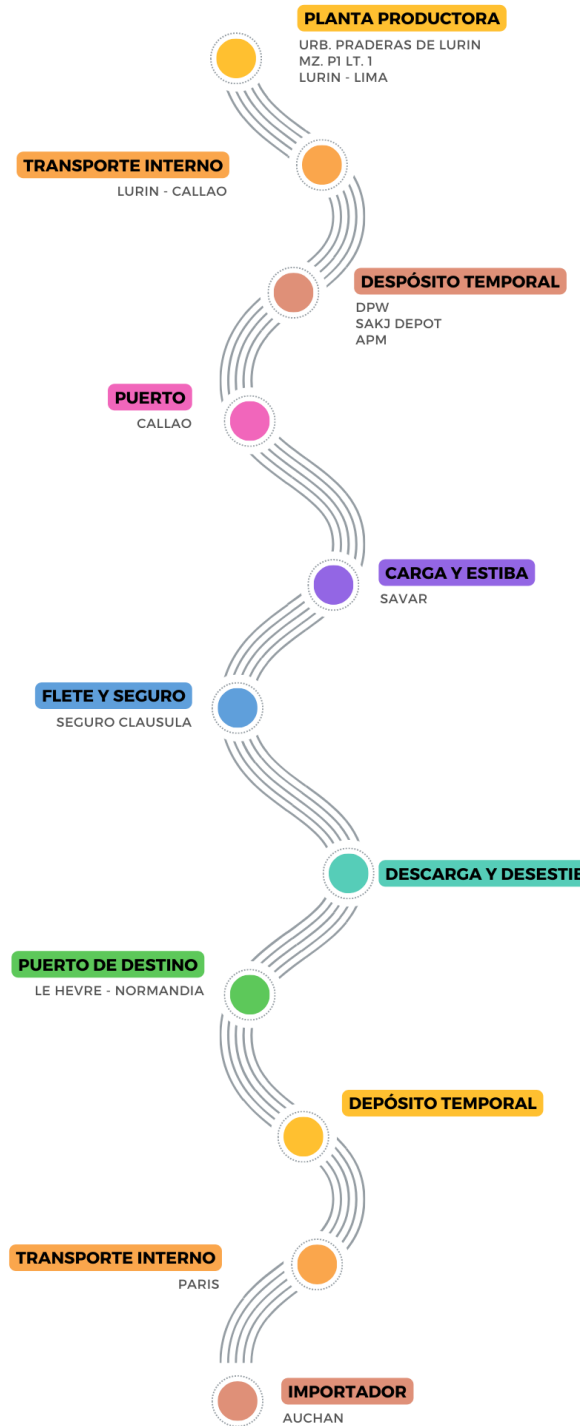 PLANTA PRODUCTORA
URB. PRADERAS DE LURIN
MZ. P1 LT. 1
LURIN - LIMA
TRANSPORTE INTERNO
LURIN - CALLAO
DESPÓSITO TEMPORAL
DPW
SAKJ DEPOT
APM
PUERTO
CALLAO
CARGA Y ESTIBA
SAVAR
FLETE Y SEGURO
SEGURO CLAUSULA
DESCARGA Y DESESTIB
PUERTO DE DESTINO
LE HEVRE - NORMANDIA
DEPÓSITO TEMPORAL
TRANSPORTE INTERNO
PARIS
IMPORTADOR
AUCHAN